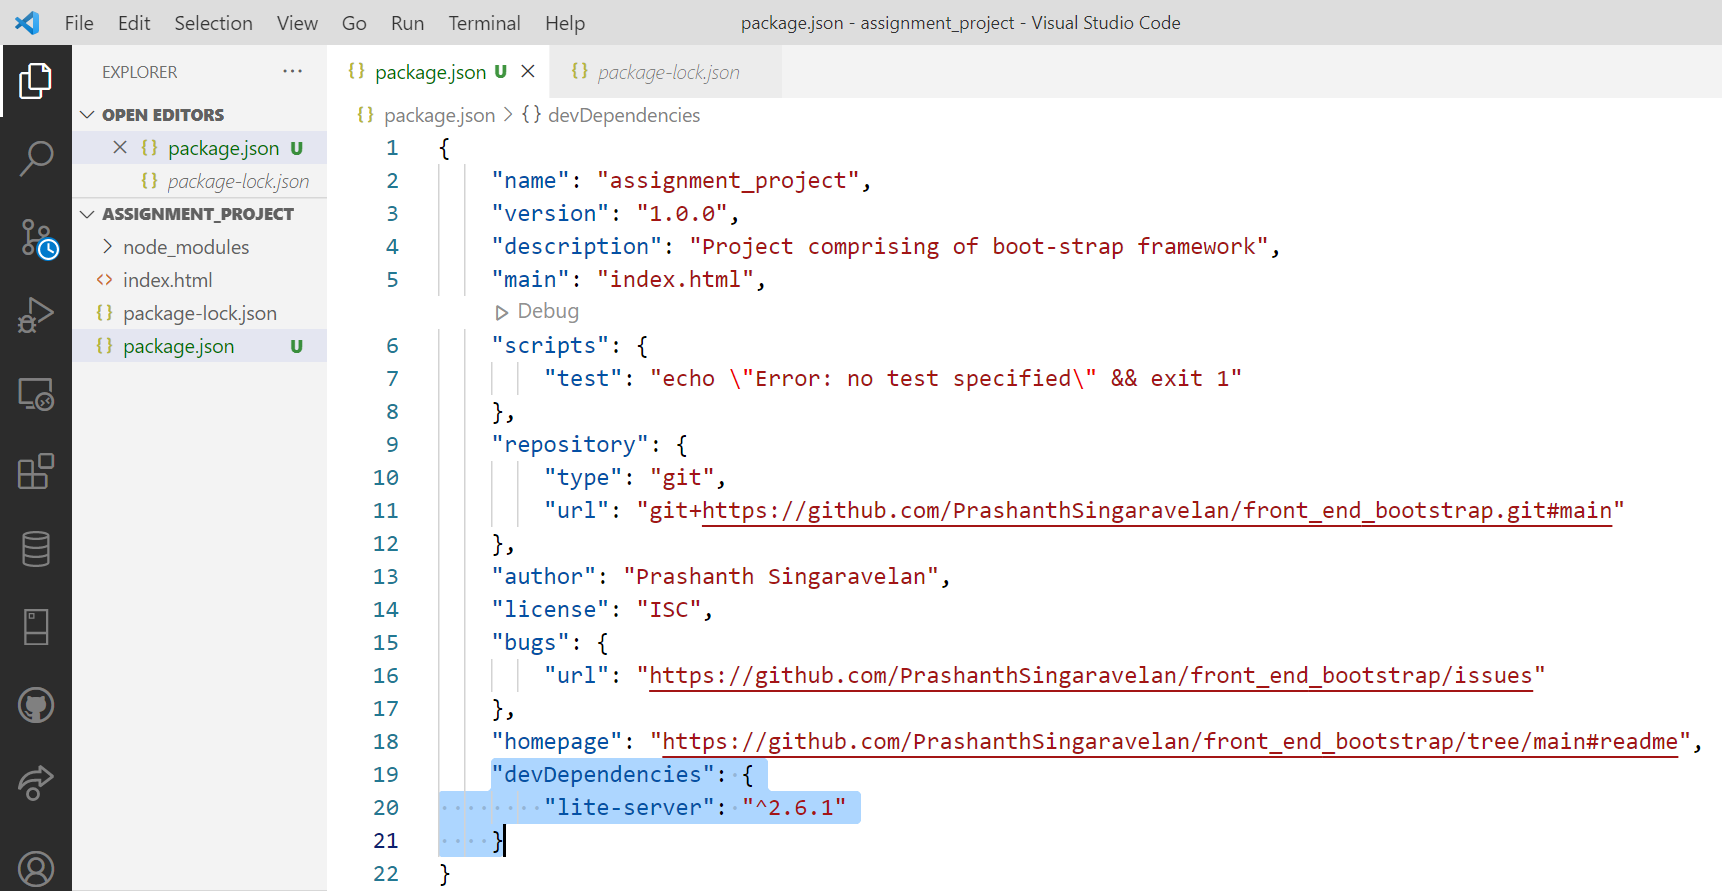 File Edit Selection View Go Run Terminal Help package.json - assignment_project - Visual Studio Code
EXPLORER ···
OPEN EDITORS
{} package.json U
{} package-lock.json
ASSIGNMENT_PROJECT
node_modules
<> index.html
{} package-lock.json
{} package.json U
{} package.json U {} package-lock.json
{} package.json > {} devDependencies
1 {
2 "name": "assignment_project",
3 "version": "1.0.0",
4 "description": "Project comprising of boot-strap framework",
5 "main": "index.html",
Debug
6 "scripts": {
7 "test": "echo \"Error: no test specified\" && exit 1"
8 },
9 "repository": {
10 "type": "git",
11 "url": "git+https://github.com/PrashanthSingaravelan/front_end_bootstrap.git#main"
12 },
13 "author": "Prashanth Singaravelan",
14 "license": "ISC",
15 "bugs": {
16 "url": "https://github.com/PrashanthSingaravelan/front_end_bootstrap/issues"
17 },
18 "homepage": "https://github.com/PrashanthSingaravelan/front_end_bootstrap/tree/main#readme",
19 "devDependencies": {
20 "lite-server": "^2.6.1"
21 }
22 }